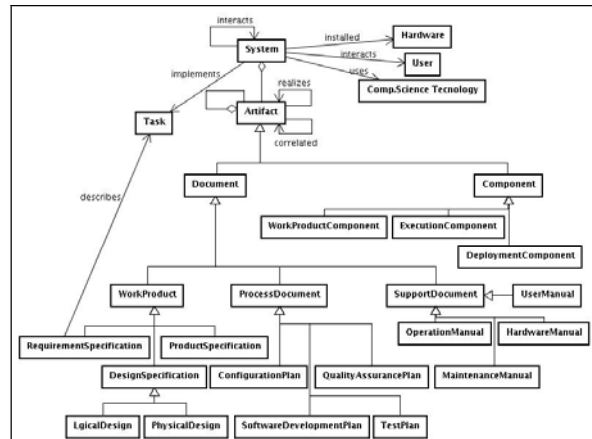 interacts
Hardware
installed
System
interacts
User
uses
implements
realizes
Comp.Science Tecnology
Artifact
Task
correlated
Document
Component
describes
WorkProductComponent
ExecutionComponent
DeploymentComponent
WorkProduct
ProcessDocument
SupportDocument
UserManual
OperationManual
HardwareManual
RequirementSpecification
ProductSpecification
DesignSpecification
ConfigurationPlan
QualityAssurancePlan
MaintenanceManual
LgicalDesign
PhysicalDesign
SoftwareDevelopmentPlan
TestPlan